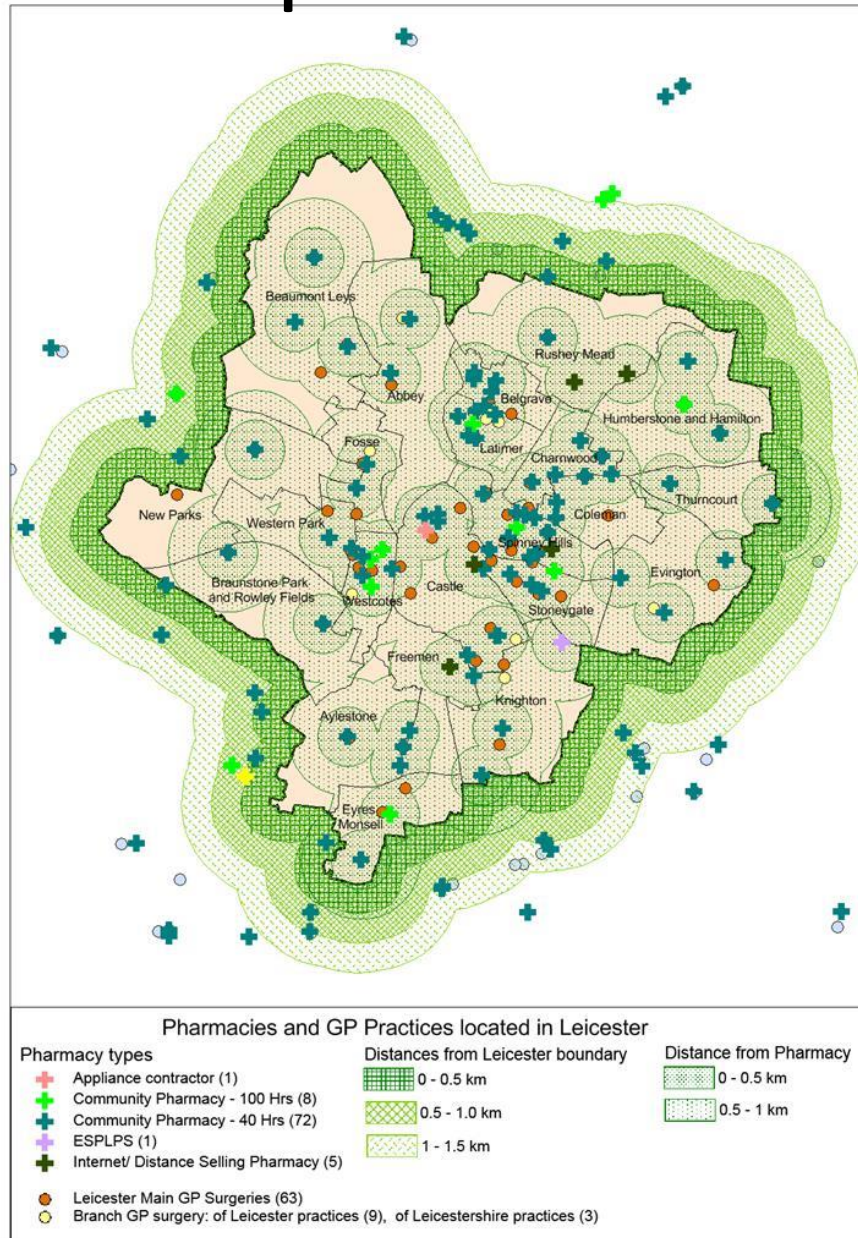 Beaumont Leys
Rushey Mead
Abbey
Belgrave
Humberstone and Hamilton
Fosse
Latimer
Charnwood
Thurncourt
New Parks
Western Park
Coleman
Spinney Hills
Braunstone Park
and Rowley Fields
Westcotes
Castle
Evington
Stoneygate
Freemen
Knighton
Aylestone
Eyres
Monsell
Pharmacies and GP Practices located in Leicester
Pharmacy types
Appliance contractor (1)
Community Pharmacy - 100 Hrs (8)
Community Pharmacy - 40 Hrs (72)
ESPLPS (1)
Internet/ Distance Selling Pharmacy (5)
Leicester Main GP Surgeries (63)
Branch GP surgery: of Leicester practices (9), of Leicestershire practices (3)
Distances from Leicester boundary
0 - 0.5 km
0.5 - 1.0 km
1 - 1.5 km
Distance from Pharmacy
0 - 0.5 km
0.5 - 1 km